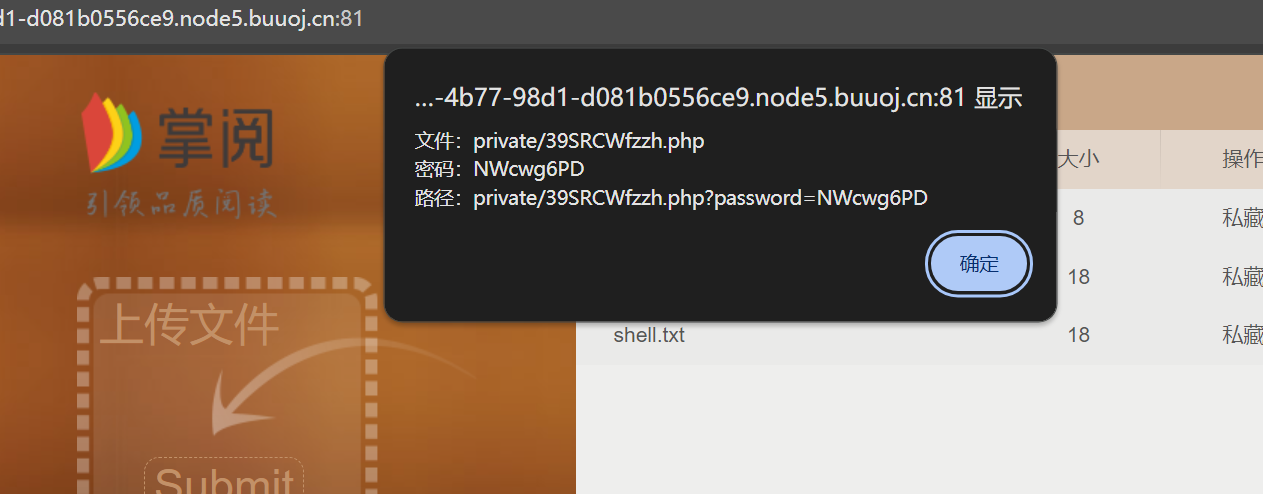 d1-d081b0556ce9.node5.buuoj.cn:81
...-4b77-98d1-d081b0556ce9.node5.buuoj.cn:81 显示
文件：private/39SRCWfzzh.php
密码：NWcwg6PD
路径：private/39SRCWfzzh.php?password=NWcwg6PD
确定
掌阅
引领品质阅读
上传文件
Submit
大小 操作
8 私藏
18 私藏
shell.txt 18 私藏